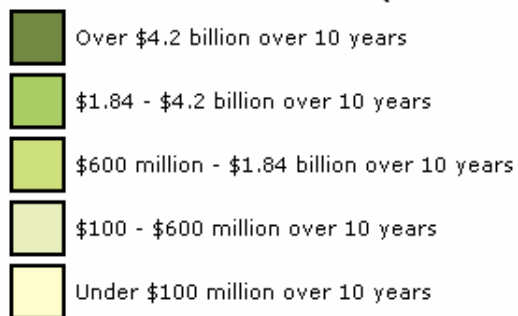 Over $4.2 billion over 10 years
$1.84 - $4.2 billion over 10 years
$600 million - $1.84 billion over 10 years
$100 - $600 million over 10 years
Under $100 million over 10 years